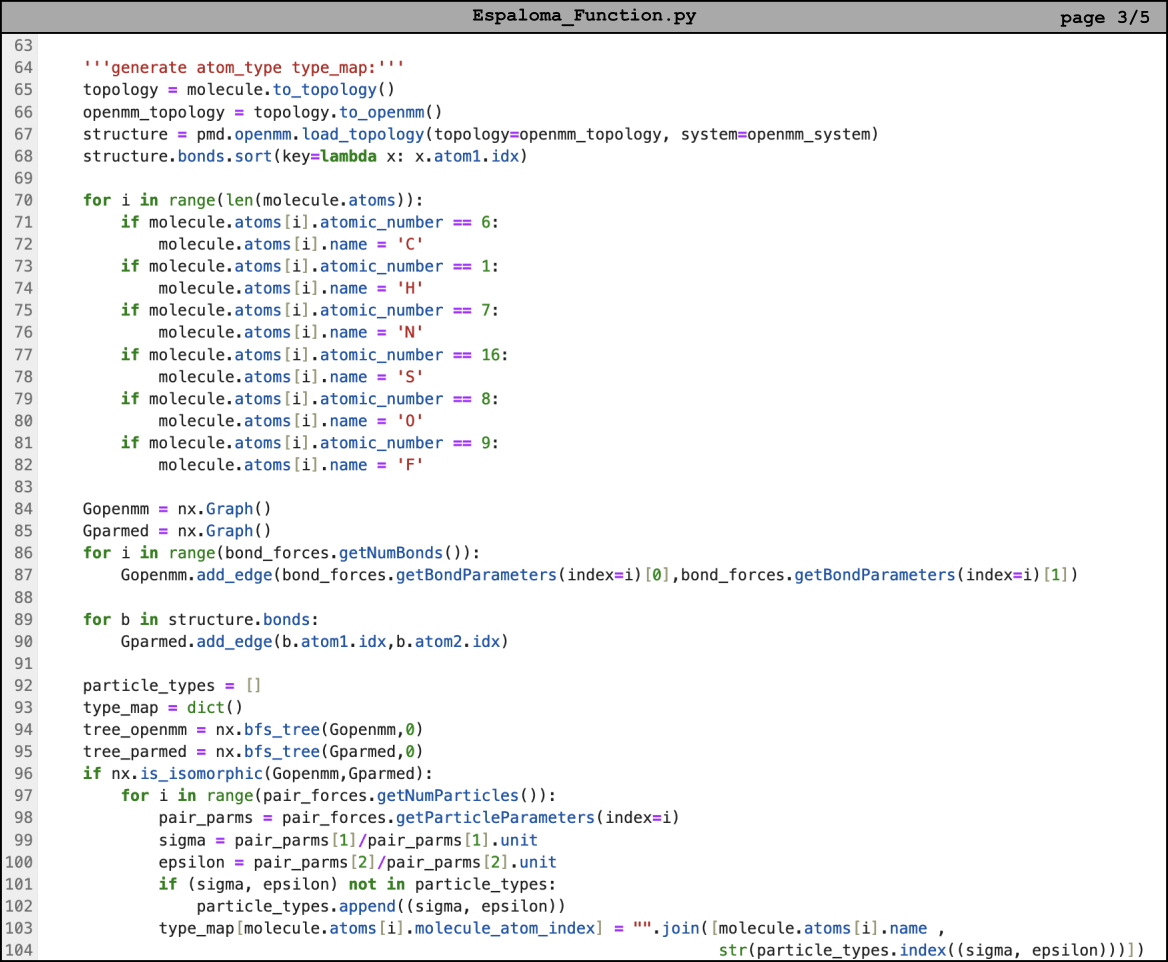 Espaloma_Function.py
page 3/5
63
64     '''generate atom_type type_map:'''
65     topology = molecule.to_topology()
66     openmm_topology = topology.to_openmm()
67     structure = pmd.openmm.load_topology(topology=openmm_topology, system=openmm_system)
68     structure.bonds.sort(key=lambda x: x.atom1.idx)
69
70     for i in range(len(molecule.atoms)):
71         if molecule.atoms[i].atomic_number == 6:
72             molecule.atoms[i].name = 'C'
73         if molecule.atoms[i].atomic_number == 1:
74             molecule.atoms[i].name = 'H'
75         if molecule.atoms[i].atomic_number == 7:
76             molecule.atoms[i].name = 'N'
77         if molecule.atoms[i].atomic_number == 16:
78             molecule.atoms[i].name = 'S'
79         if molecule.atoms[i].atomic_number == 8:
80             molecule.atoms[i].name = 'O'
81         if molecule.atoms[i].atomic_number == 9:
82             molecule.atoms[i].name = 'F'
83
84     Gopenmm = nx.Graph()
85     Gparmed = nx.Graph()
86     for i in range(bond_forces.getNumBonds()):
87         Gopenmm.add_edge(bond_forces.getBondParameters(index=i)[0],bond_forces.getBondParameters(index=i)[1])
88
89     for b in structure.bonds:
90         Gparmed.add_edge(b.atom1.idx,b.atom2.idx)
91
92     particle_types = []
93     type_map = dict()
94     tree_openmm = nx.bfs_tree(Gopenmm,0)
95     tree_parmed = nx.bfs_tree(Gparmed,0)
96     if nx.is_isomorphic(Gopenmm,Gparmed):
97         for i in range(pair_forces.getNumParticles()):
98             pair_parms = pair_forces.getParticleParameters(index=i)
99             sigma = pair_parms[1]/pair_parms[1].unit
100             epsilon = pair_parms[2]/pair_parms[2].unit
101             if (sigma, epsilon) not in particle_types:
102                 particle_types.append((sigma, epsilon))
103             type_map[molecule.atoms[i].molecule_atom_index] = "".join([molecule.atoms[i].name ,
104                                                                        str(particle_types.index((sigma, epsilon)))])